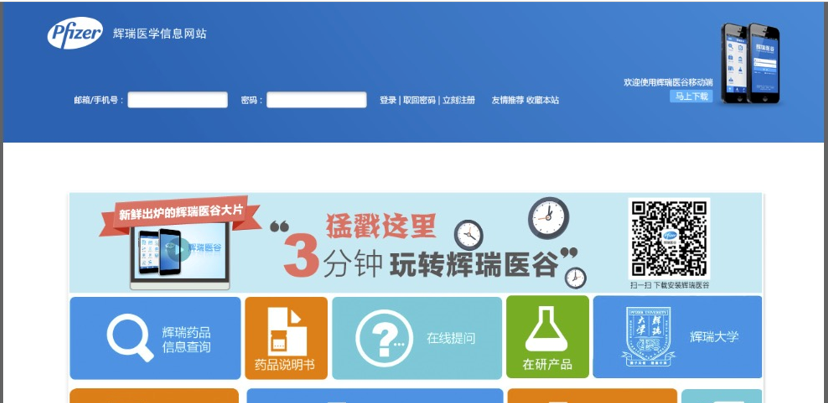 Pfizer 辉瑞医学信息网站
欢迎使用辉瑞医谷移动端
马上下载
邮箱/手机号： 密码： 登录 | 取回密码 | 立刻注册 友情推荐 收藏本站
新鲜出炉的辉瑞医谷大片
辉瑞医谷
“猛戳这里
3分钟 玩转辉瑞医谷”
扫一扫 下载安装辉瑞医谷
辉瑞药品
信息查询
药品说明书
在线提问
在研产品
辉瑞大学